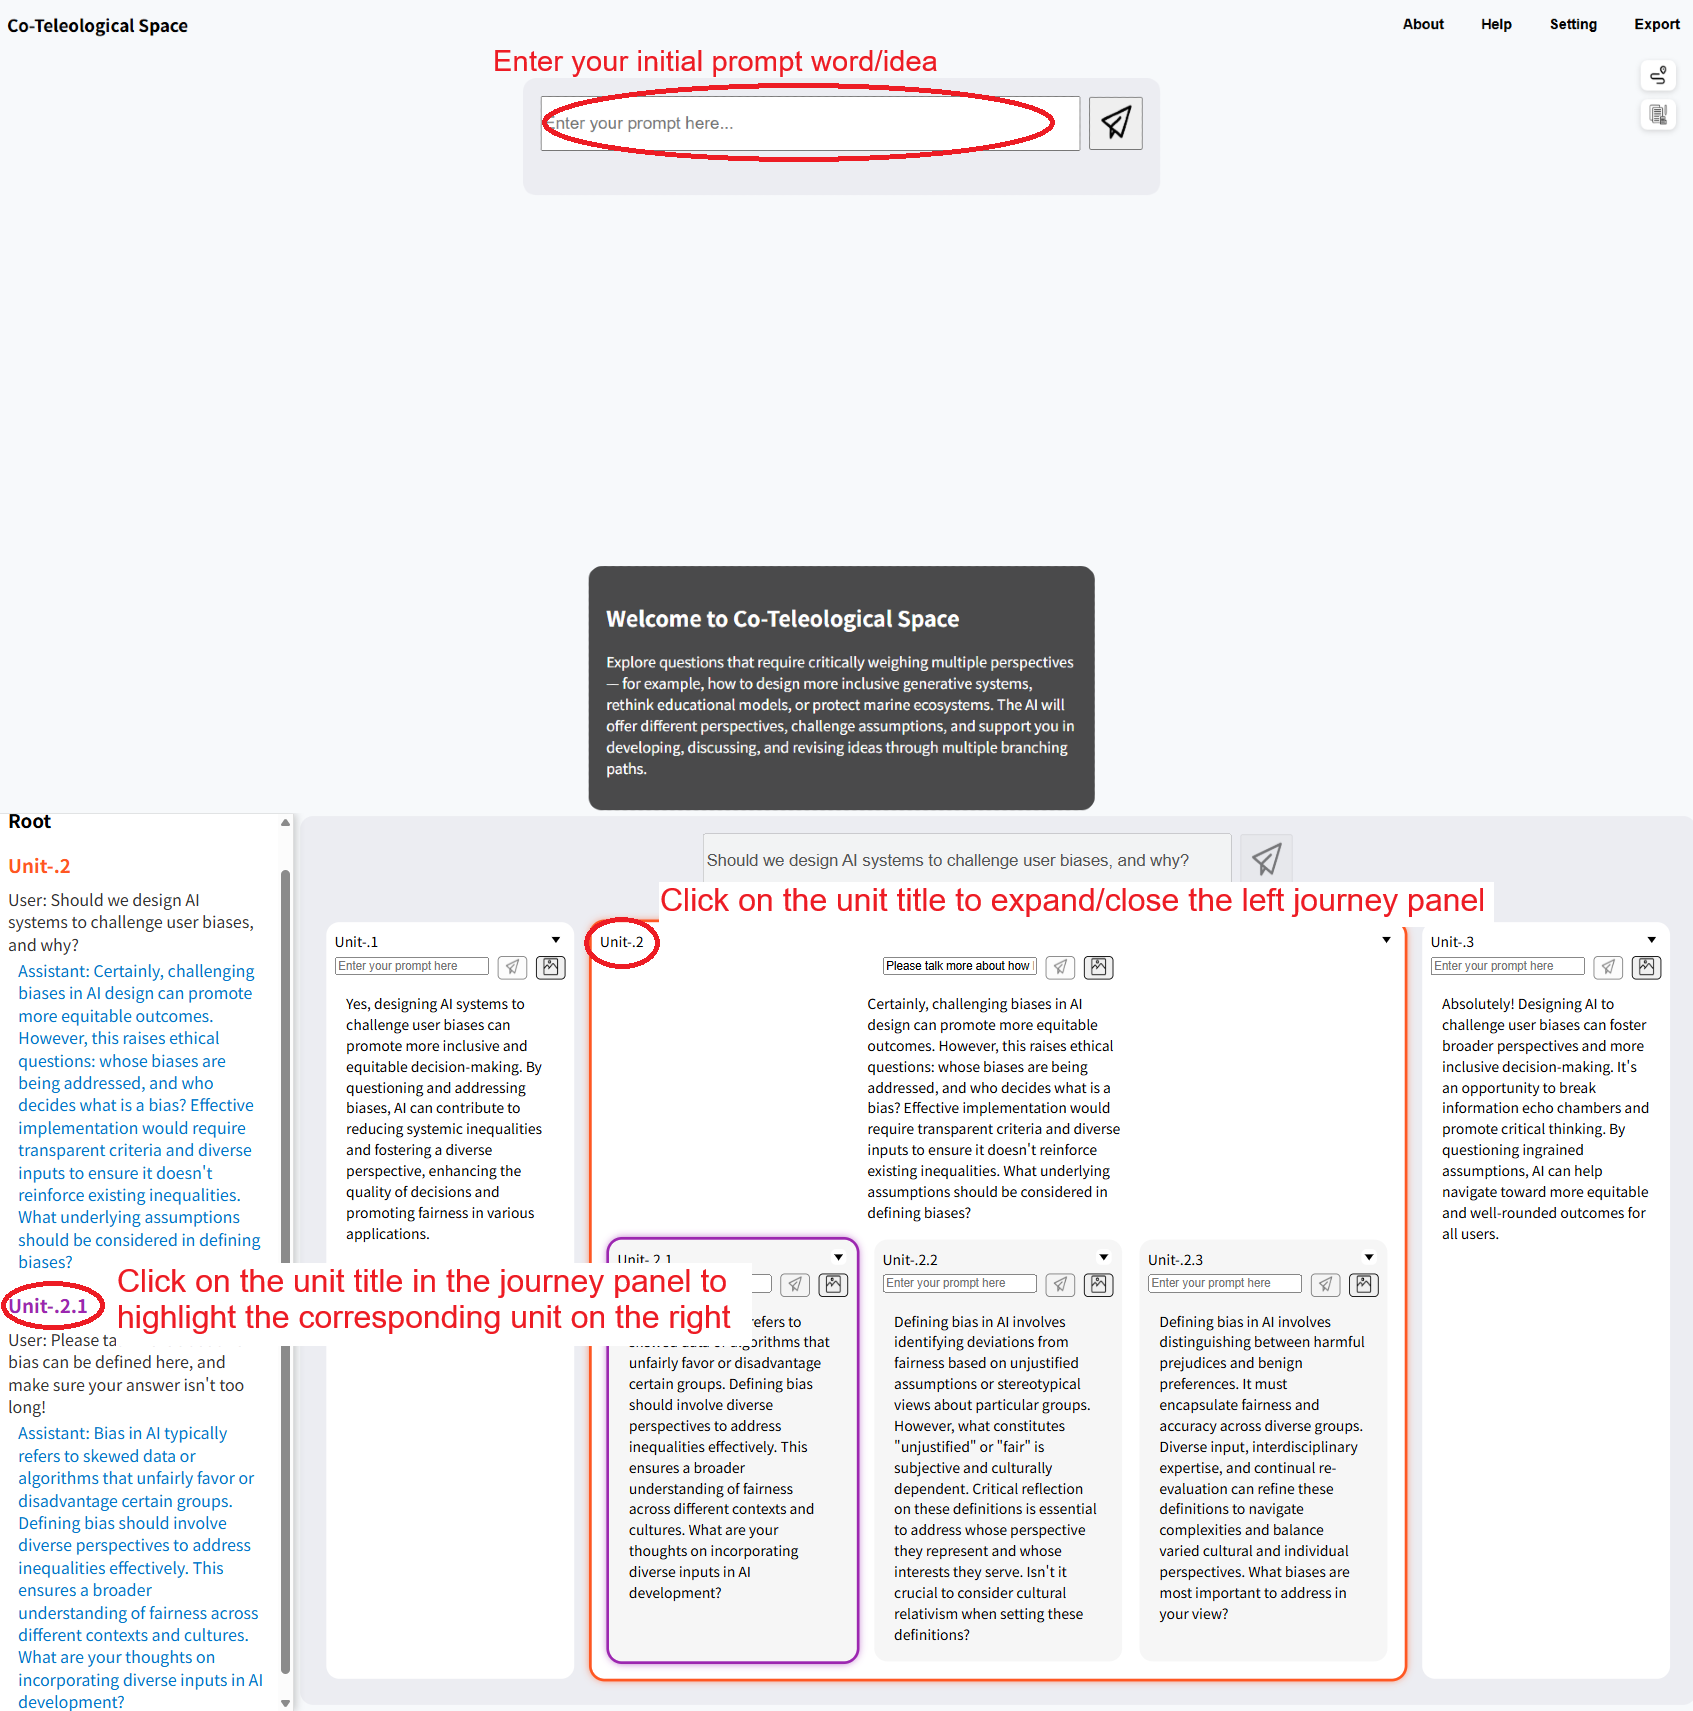 Co-Teleological Space
About Help Setting Export
Enter your initial prompt word/idea
Enter your prompt here...
Welcome to Co-Teleological Space
Explore questions that require critically weighing multiple perspectives
— for example, how to design more inclusive generative systems,
rethink educational models, or protect marine ecosystems. The AI will
offer different perspectives, challenge assumptions, and support you in
developing, discussing, and revising ideas through multiple branching
paths.
Root
Unit-.2
User: Should we design AI
systems to challenge user biases,
and why?
Assistant: Certainly, challenging
biases in AI design can promote
more equitable outcomes.
However, this raises ethical
questions: whose biases are
being addressed, and who
decides what is a bias? Effective
implementation would require
transparent criteria and diverse
inputs to ensure it doesn't
reinforce existing inequalities.
What underlying assumptions
should be considered in defining
biases?
Unit-.2.1
User: Please ta
bias can be defined here, and
make sure your answer isn't too
long!
Assistant: Bias in AI typically
refers to skewed data or
algorithms that unfairly favor or
disadvantage certain groups.
Defining bias should involve
diverse perspectives to address
inequalities effectively. This
ensures a broader
understanding of fairness across
different contexts and cultures.
What are your thoughts on
incorporating diverse inputs in AI
development?
Click on the unit title in the journey panel to
highlight the corresponding unit on the right
Should we design AI systems to challenge user biases, and why?
Click on the unit title to expand/close the left journey panel
Unit-.1
Enter your prompt here
Yes, designing AI systems to
challenge user biases can
promote more inclusive and
equitable decision-making. By
questioning and addressing
biases, AI can contribute to
reducing systemic inequalities
and fostering a diverse
perspective, enhancing the
quality of decisions and
promoting fairness in various
applications.
Unit-.2
Please talk more about how
Certainly, challenging biases in AI
design can promote more equitable
outcomes. However, this raises ethical
questions: whose biases are being
addressed, and who decides what is a
bias? Effective implementation would
require transparent criteria and diverse
inputs to ensure it doesn't reinforce
existing inequalities. What underlying
assumptions should be considered in
defining biases?
Unit-.2.1
refers to
algorithms that
unfairly favor or disadvantage
certain groups. Defining bias
should involve diverse
perspectives to address
inequalities effectively. This
ensures a broader
understanding of fairness
across different contexts and
cultures. What are your
thoughts on incorporating
diverse inputs in AI
development?
Unit-.2.2
Enter your prompt here
Defining bias in AI involves
identifying deviations from
fairness based on unjustified
assumptions or stereotypical
views about particular groups.
However, what constitutes
"unjustified" or "fair" is
subjective and culturally
dependent. Critical reflection
on these definitions is essential
to address whose perspective
they represent and whose
interests they serve. Isn't it
crucial to consider cultural
relativism when setting these
definitions?
Unit-.2.3
Enter your prompt here
Defining bias in AI involves
distinguishing between harmful
prejudices and benign
preferences. It must
encapsulate fairness and
accuracy across diverse groups.
Diverse input, interdisciplinary
expertise, and continual re-
evaluation can refine these
definitions to navigate
complexities and balance
varied cultural and individual
perspectives. What biases are
most important to address in
your view?
Unit-.3
Enter your prompt here
Absolutely! Designing AI to
challenge user biases can foster
broader perspectives and more
inclusive decision-making. It's
an opportunity to break
information echo chambers and
promote critical thinking. By
questioning ingrained
assumptions, AI can help
navigate toward more equitable
and well-rounded outcomes for
all users.